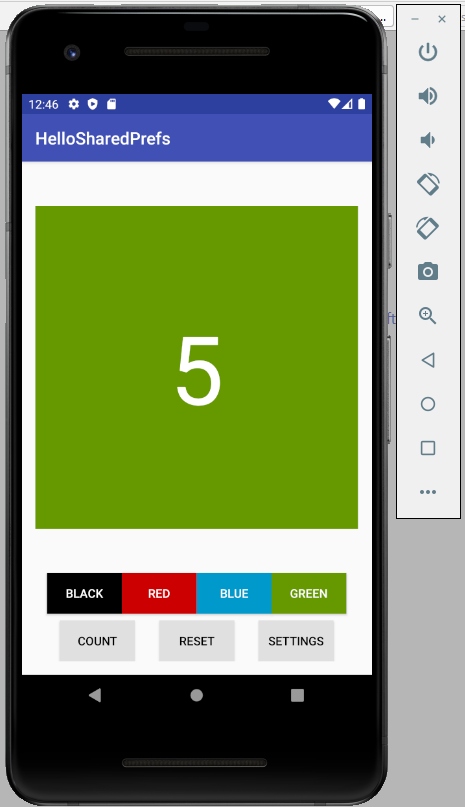 12:46
HelloSharedPrefs
5
BLACK RED BLUE GREEN
COUNT RESET SETTINGS